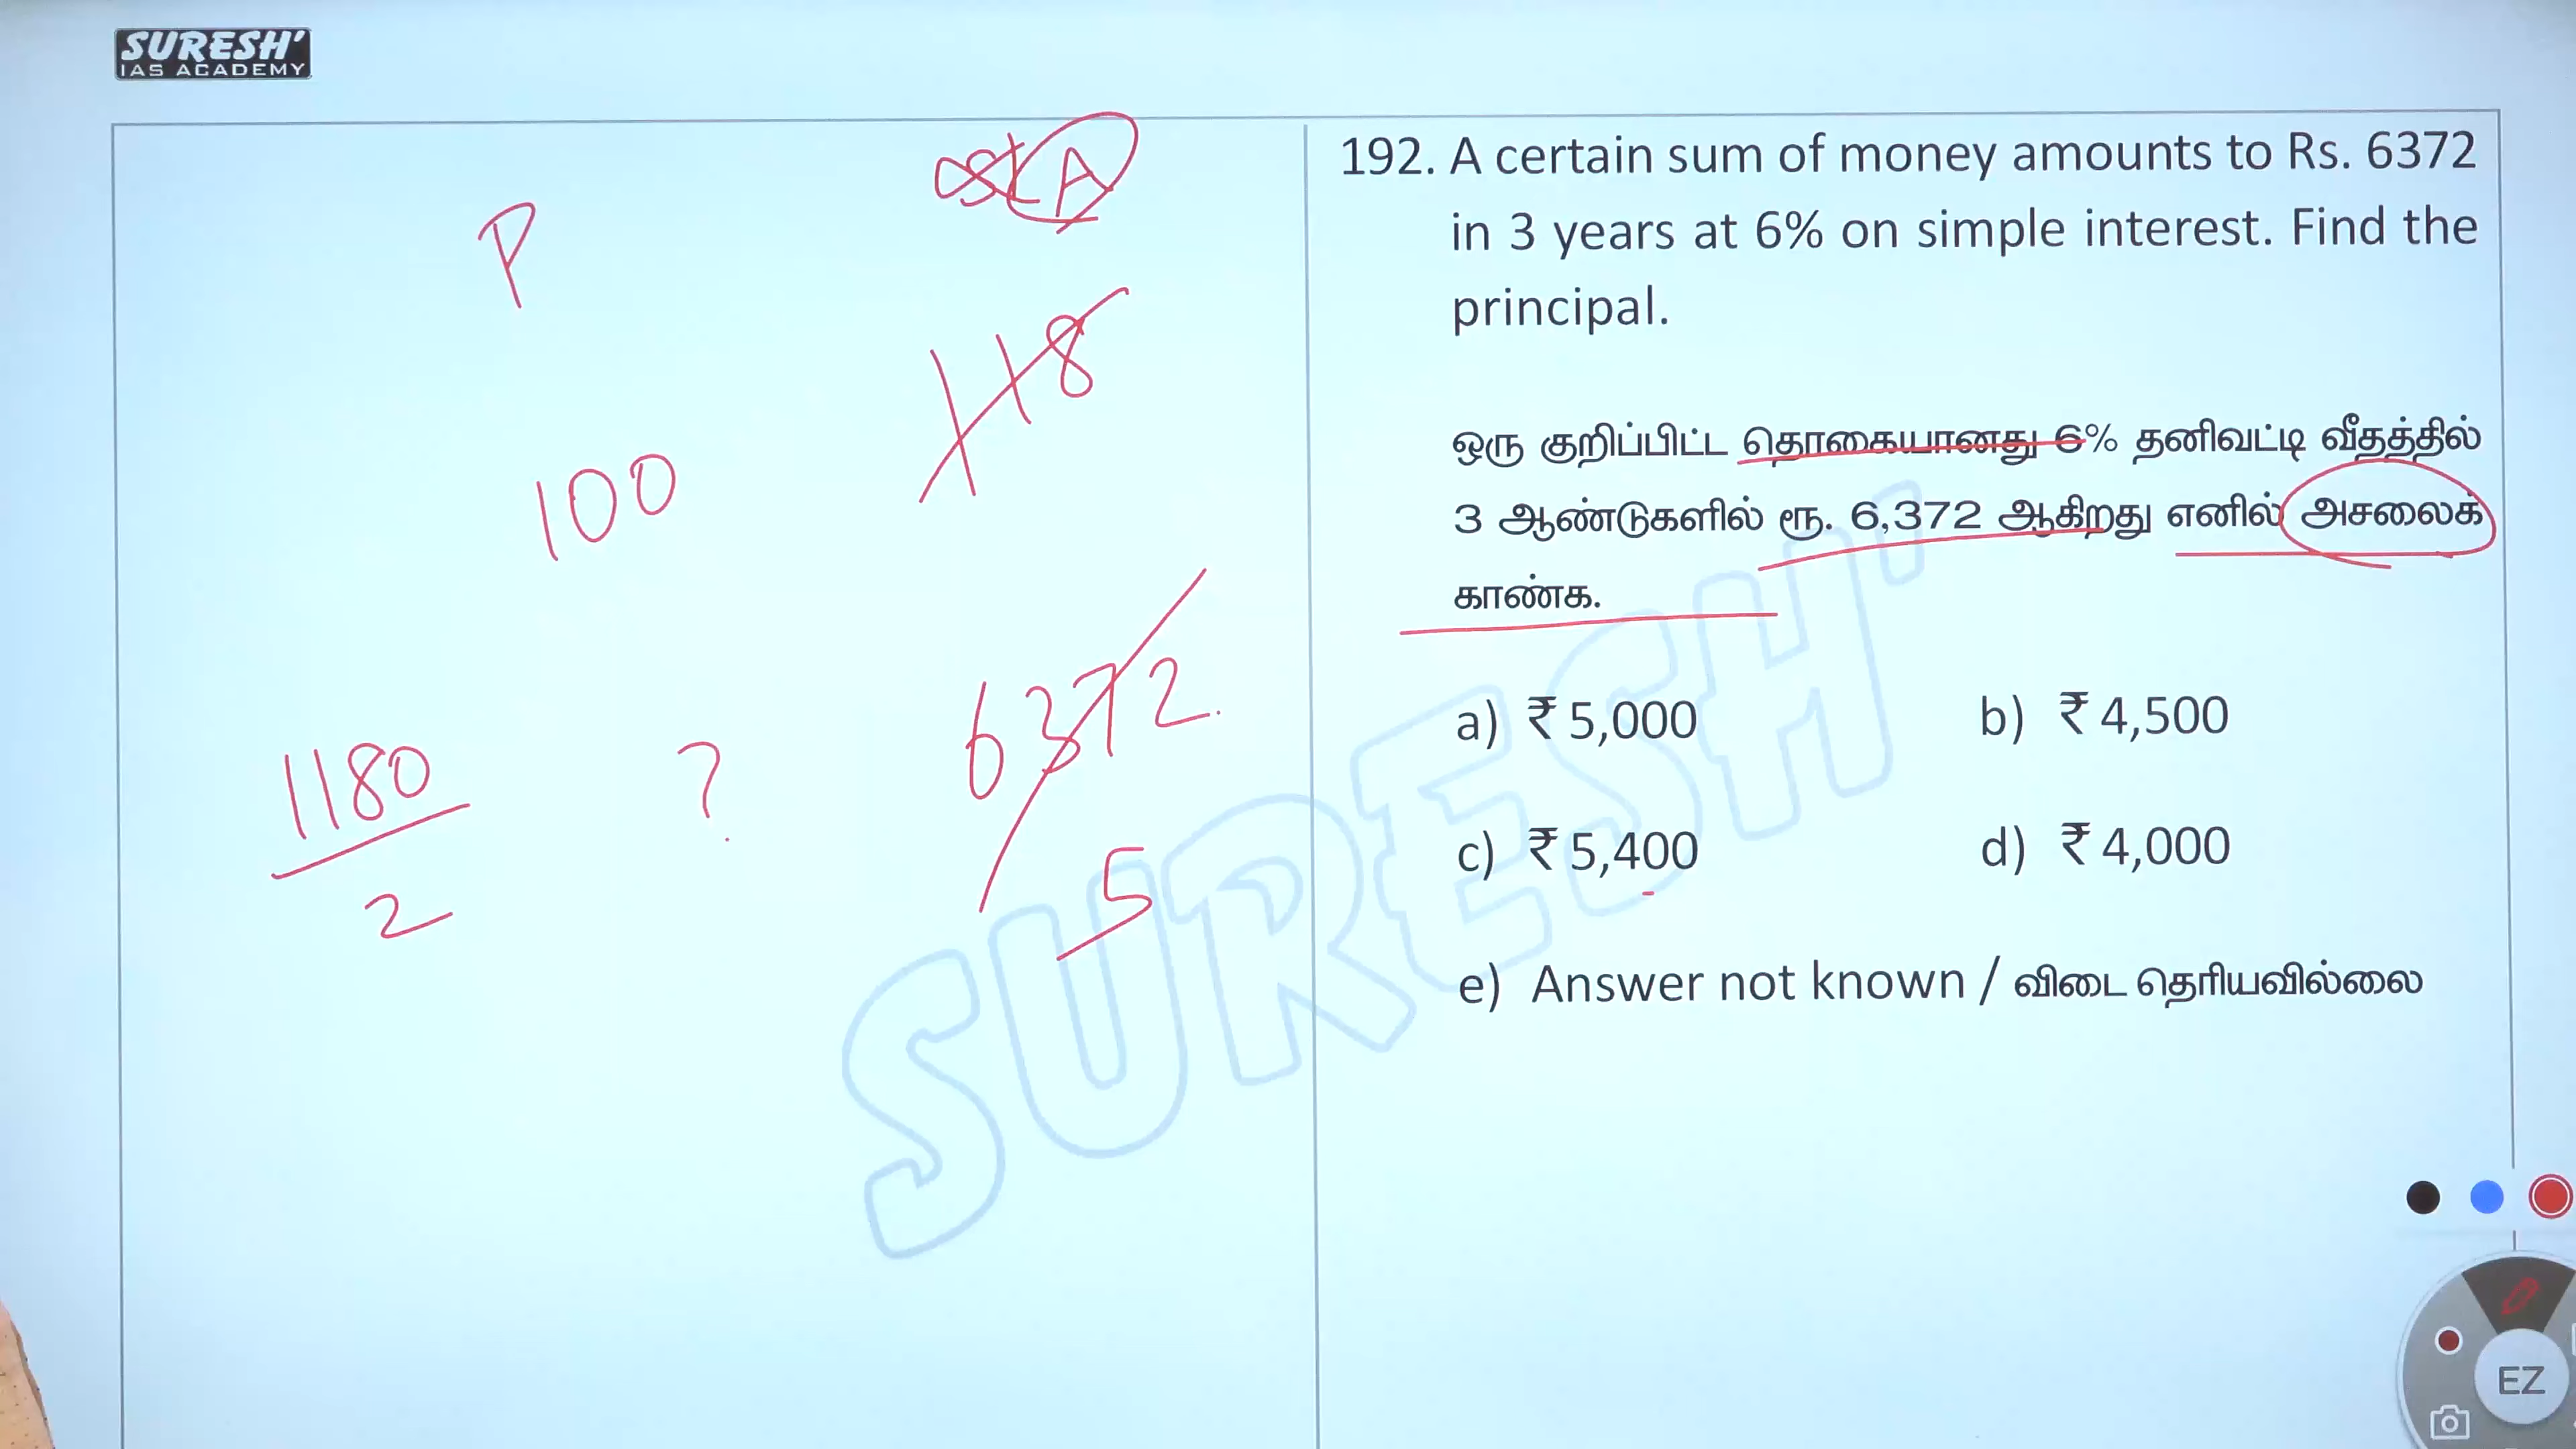 SURESH'
IAS ACADEMY
P
A
118
100
6372
1180
2
?
5
192. A certain sum of money amounts to Rs. 6372
in 3 years at 6% on simple interest. Find the
principal.
ஒரு குறிப்பிட்ட தொகையானது 6% தனிவட்டி வீதத்தில்
3 ஆண்டுகளில் ரூ. 6,372 ஆகிறது எனில் அசலைக்
காண்க.
a) ₹ 5,000
b) ₹ 4,500
c) ₹ 5,400
d) ₹ 4,000
e) Answer not known / விடை தெரியவில்லை
SURESH'
EZ